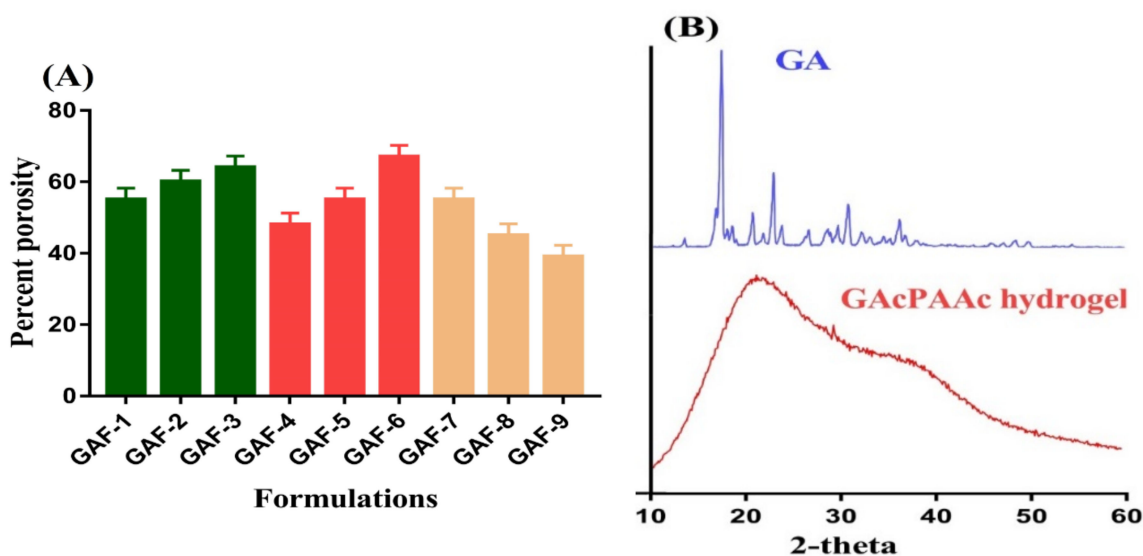 (A)
Percent porosity
80
60
40
20
0
GAF-1
GAF-2
GAF-3
GAF-4
GAF-5
GAF-6
GAF-7
GAF-8
GAF-9
Formulations
(B)
GA
GAcPAAc hydrogel
10 20 30 40 50 60
2-theta